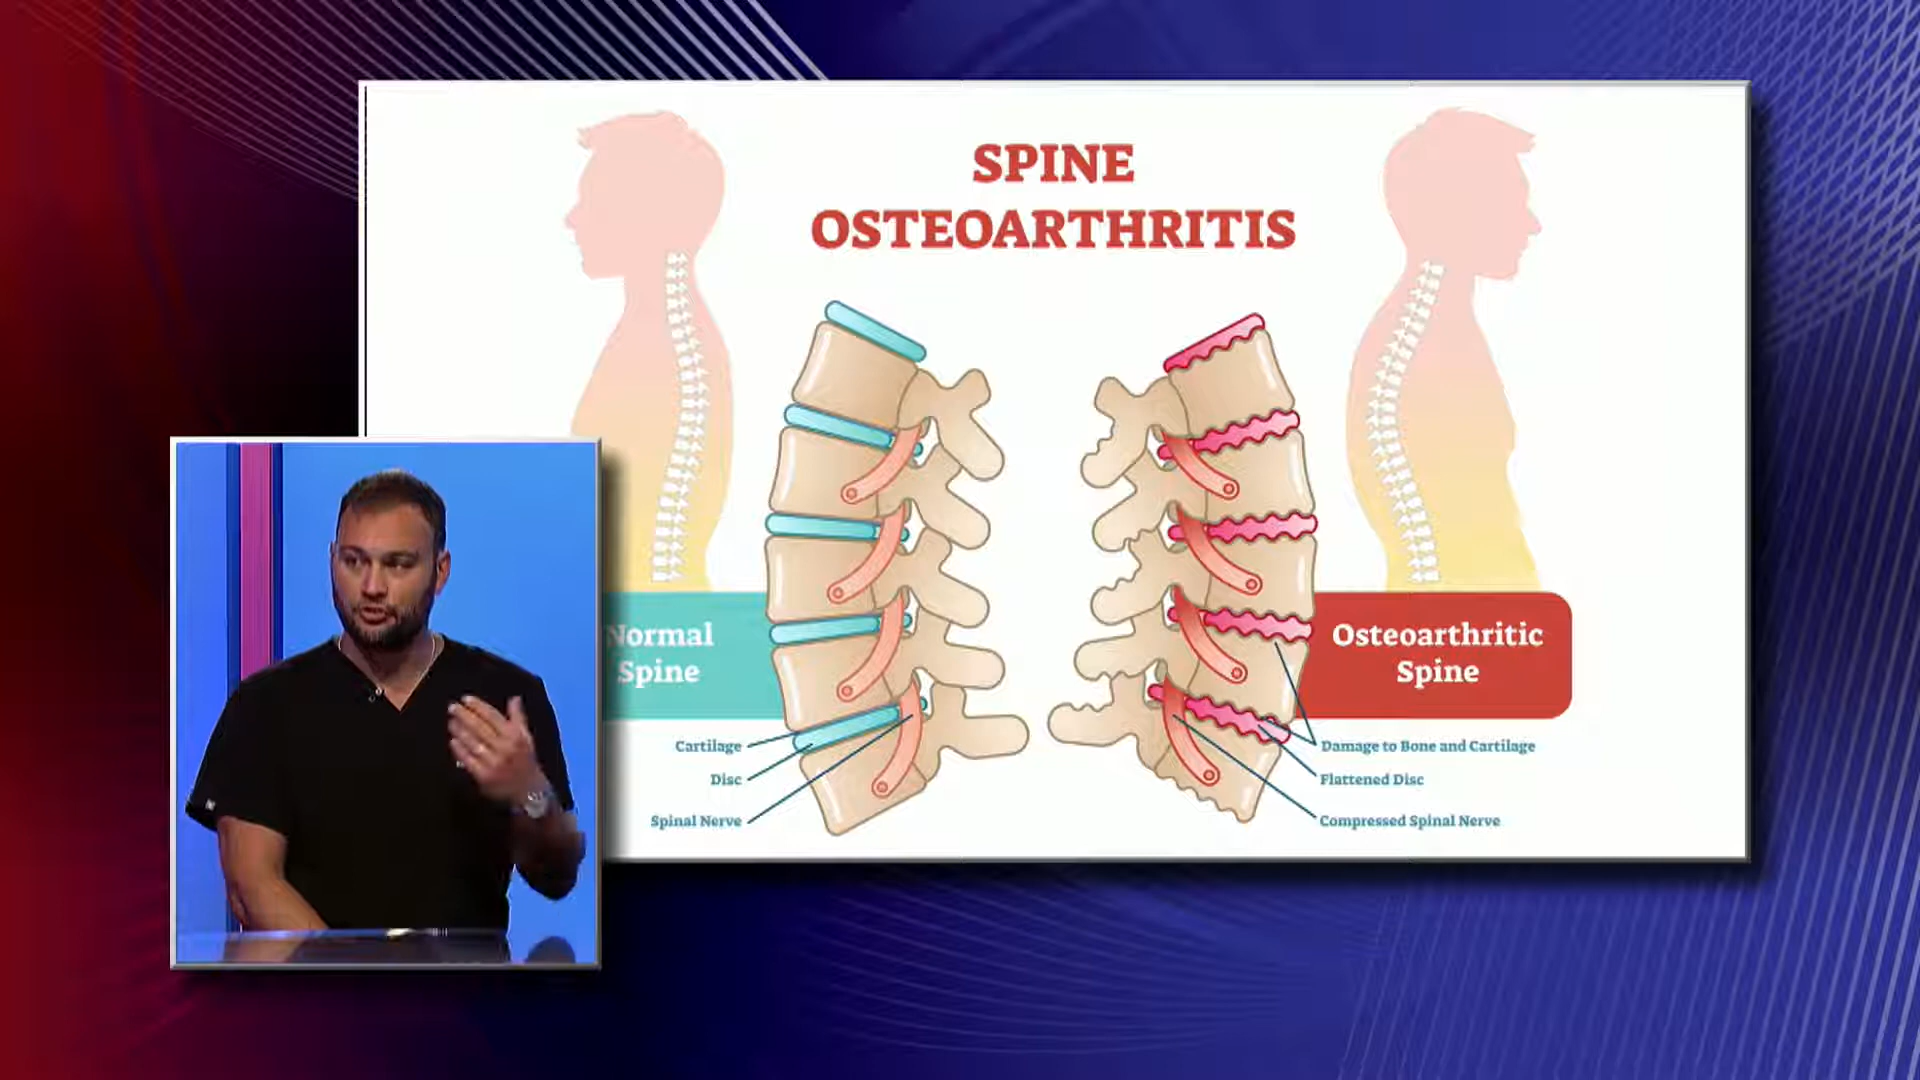 SPINE
OSTEOARTHRITIS
Normal
Spine
Cartilage
Disc
Spinal Nerve
Osteoarthritic
Spine
Damage to Bone and Cartilage
Flattened Disc
Compressed Spinal Nerve